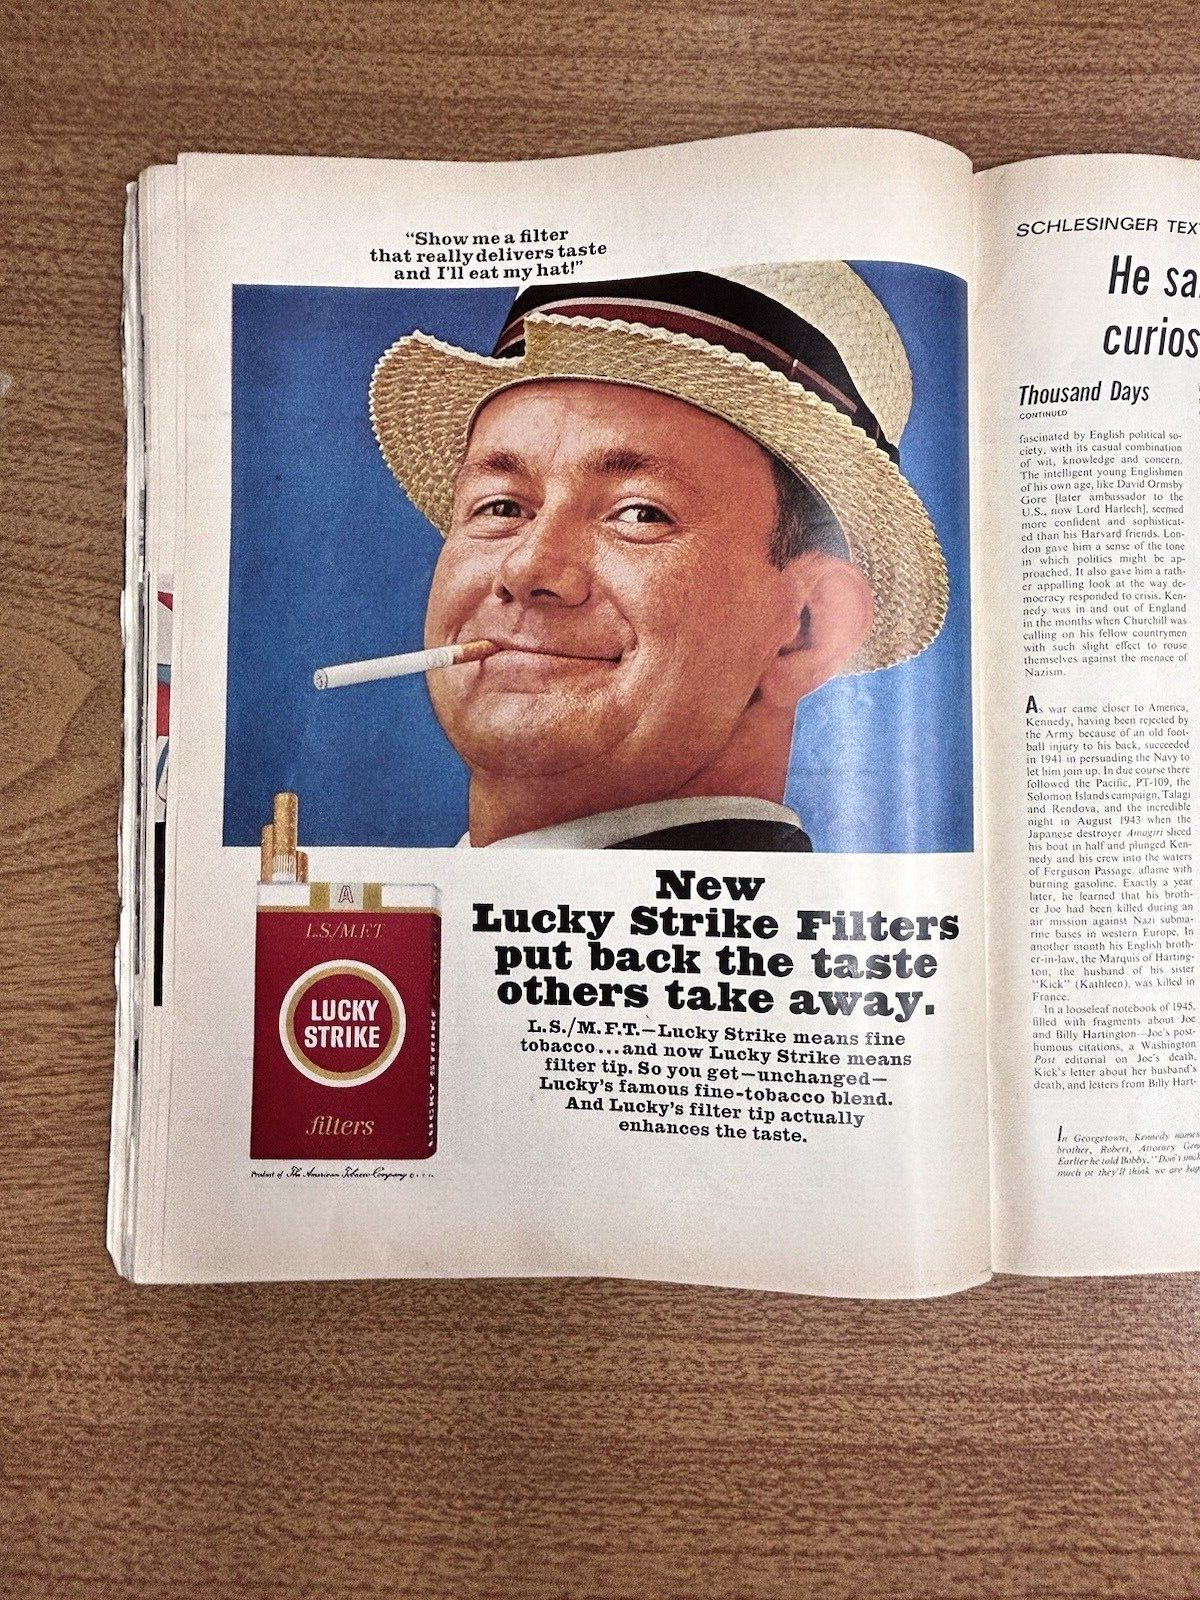 “Show me a filter
that really delivers taste
and I'll eat my hat!”
A
L.S./M.F.T
LUCKY
STRIKE
filters
LUCKY STRIKE
Product of The American Tobacco Company
New
Lucky Strike Filters
put back the taste
others take away.
L.S./M.F.T.—Lucky Strike means fine
tobacco...and now Lucky Strike means
filter tip. So you get—unchanged—
Lucky's famous fine-tobacco blend.
And Lucky's filter tip actually
enhances the taste.
SCHLESINGER TEX
He sa
curios
Thousand Days
CONTINUED
fascinated by English political so-
ciety, with its casual combination
of wit, knowledge and concern.
The intelligent young Englishmen
of his own age, like David Ormsby
Gore [later ambassador to the
U.S., now Lord Harlech], seemed
more confident and sophisticat-
ed than his Harvard friends. Lon-
don gave him a sense of the tone
in which politics might be ap-
proached. It also gave him a rath-
er appalling look at the way de-
mocracy responded to crisis. Ken-
nedy was in and out of England
in the months when Churchill was
calling on his fellow countrymen
with such slight effect to rouse
themselves against the menace of
Nazism.
As war came closer to America,
Kennedy, having been rejected by
the Army because of an old foot-
ball injury to his back, succeeded
in 1941 in persuading the Navy to
let him join up. In due course there
followed the Pacific, PT-109, the
Solomon Islands campaign, Talagi
and Rendova, and the incredible
night in August 1943 when the
Japanese destroyer Amagiri sliced
his boat in half and plunged Ken-
nedy and his crew into the waters
of Ferguson Passage, aflame with
burning gasoline. Exactly a year
later, he learned that his broth-
er Joe had been killed during an
air mission against Nazi subma-
rine bases in western Europe. In
another month his English broth-
er-in-law, the Marquis of Harting-
ton, the husband of his sister
"Kick" (Kathleen), was killed in
France.
In a looseleaf notebook of 1945,
filled with fragments about Joe
and Billy Hartington—Joe's post-
humous citations, a Washington
Post editorial on Joe's death,
Kick's letter about her husband's
death, and letters from Billy Hart-
In Georgetown, Kennedy names
brother, Robert, Attorney Gen
Earlier he told Bobby, "Don't smil
much or they'll think we are hap